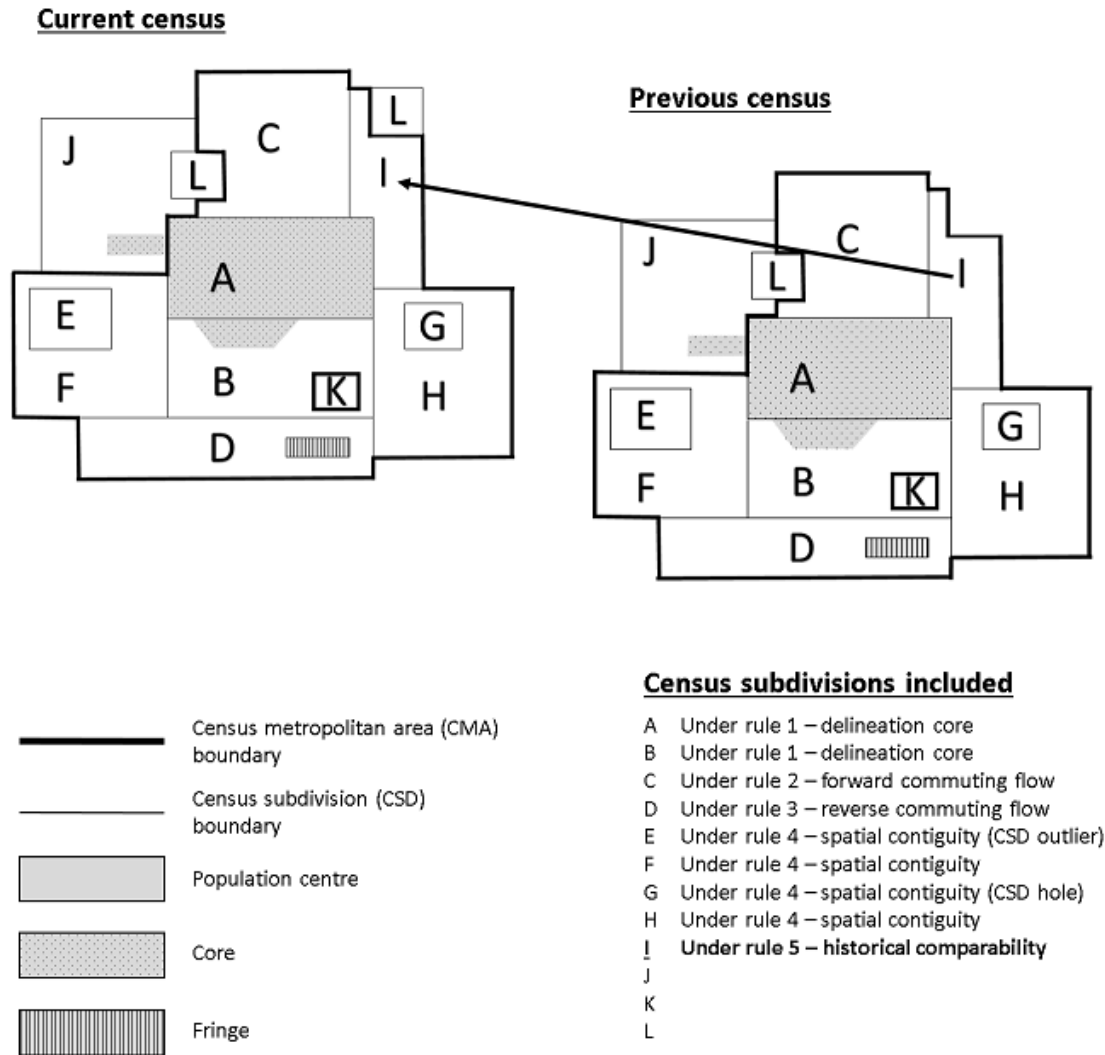 Current census
Previous census
L
C
J
L
I
A
E
G
F
B
K
H
D
C
J
L
I
A
E
G
F
B
K
H
D
Census metropolitan area (CMA)
boundary
Census subdivision (CSD)
boundary
Population centre
Core
Fringe
Census subdivisions included
A Under rule 1 – delineation core
B Under rule 1 – delineation core
C Under rule 2 – forward commuting flow
D Under rule 3 – reverse commuting flow
E Under rule 4 – spatial contiguity (CSD outlier)
F Under rule 4 – spatial contiguity
G Under rule 4 – spatial contiguity (CSD hole)
H Under rule 4 – spatial contiguity
I Under rule 5 – historical comparability
J
K
L